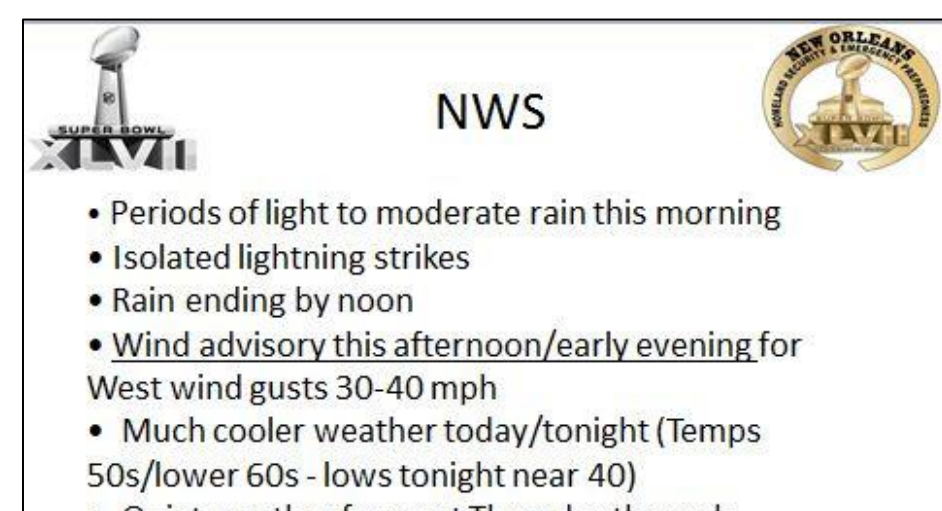 SUPER BOWL
XLVII
NWS
NEW ORLEANS
HOMELAND SECURITY & EMERGENCY PREPAREDNESS
SUPER BOWL
XLVII
• Periods of light to moderate rain this morning
• Isolated lightning strikes
• Rain ending by noon
• Wind advisory this afternoon/early evening for
West wind gusts 30-40 mph
• Much cooler weather today/tonight (Temps
50s/lower 60s - lows tonight near 40)